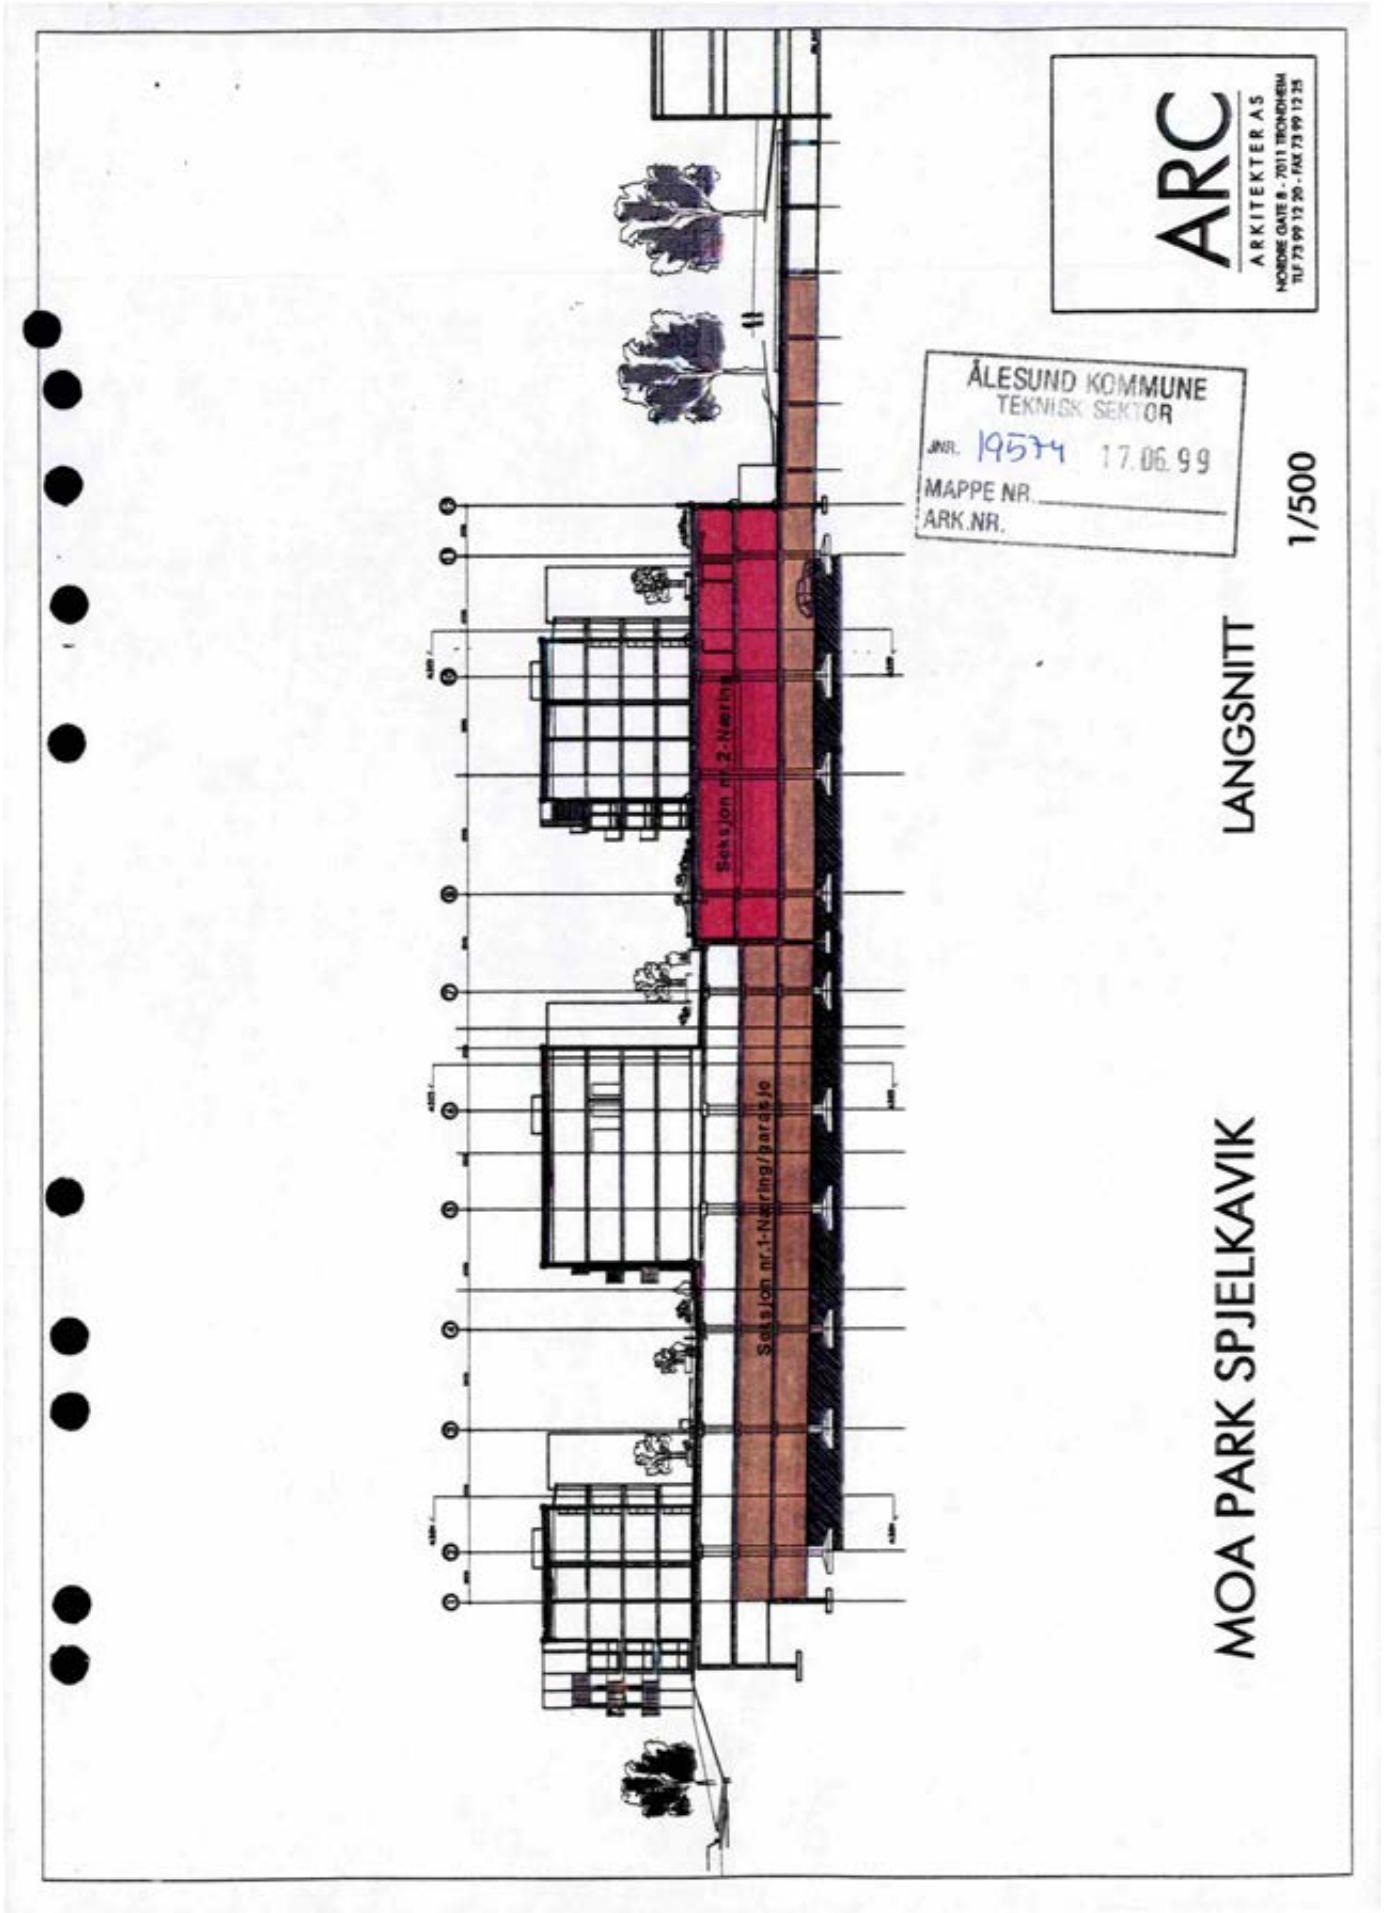 ARC
ARKITEKTER AS
NORDRE GATE 8 - 7011 TRONDHEIM
TLF 73 99 12 20 - FAX 73 99 12 25
ÅLESUND KOMMUNE
TEKNISK SEKTOR
JNR. 19574 17.06.99
MAPPE NR.
ARK.NR.
Seksjon nr.2-Næring
Seksjon nr.1-Næring/garasje
MOA PARK SPJELKAVIK
LANGSNITT
1/500